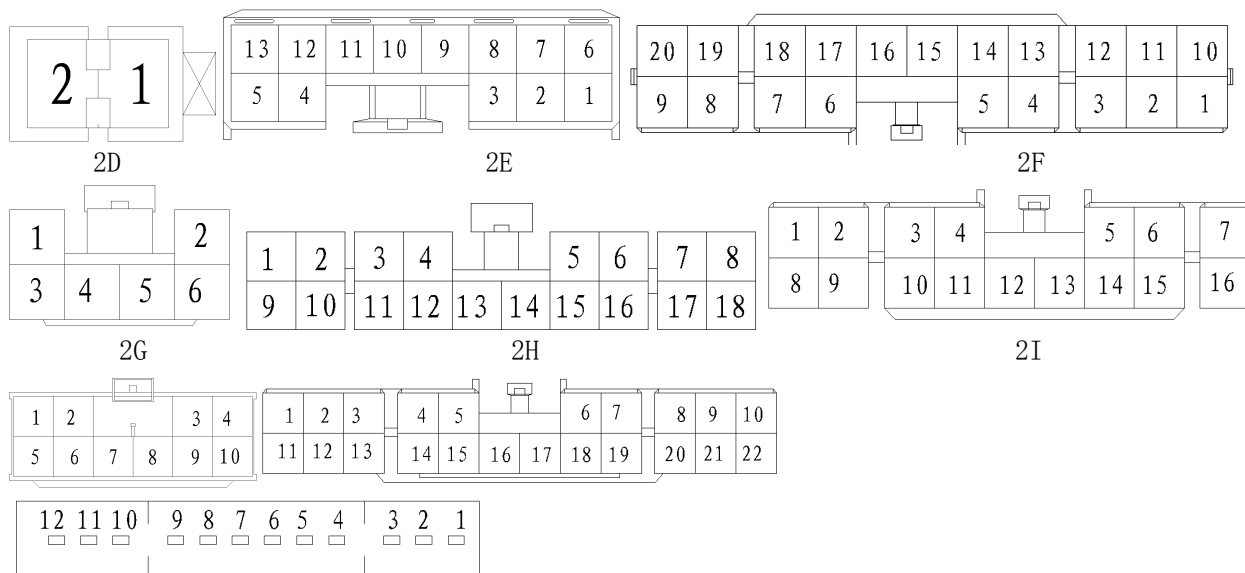 2 1
2D
13 12 11 10 9 8 7 6
5 4 3 2 1
2E
20 19 18 17 16 15 14 13 12 11 10
9 8 7 6 5 4 3 2 1
2F
1 2
3 4 5 6
2G
1 2 3 4 5 6 7 8
9 10 11 12 13 14 15 16 17 18
2H
1 2 3 4 5 6 7
8 9 10 11 12 13 14 15 16
2I
1 2 3 4
5 6 7 8 9 10
1 2 3 4 5 6 7 8 9 10
11 12 13 14 15 16 17 18 19 20 21 22
12 11 10 9 8 7 6 5 4 3 2 1